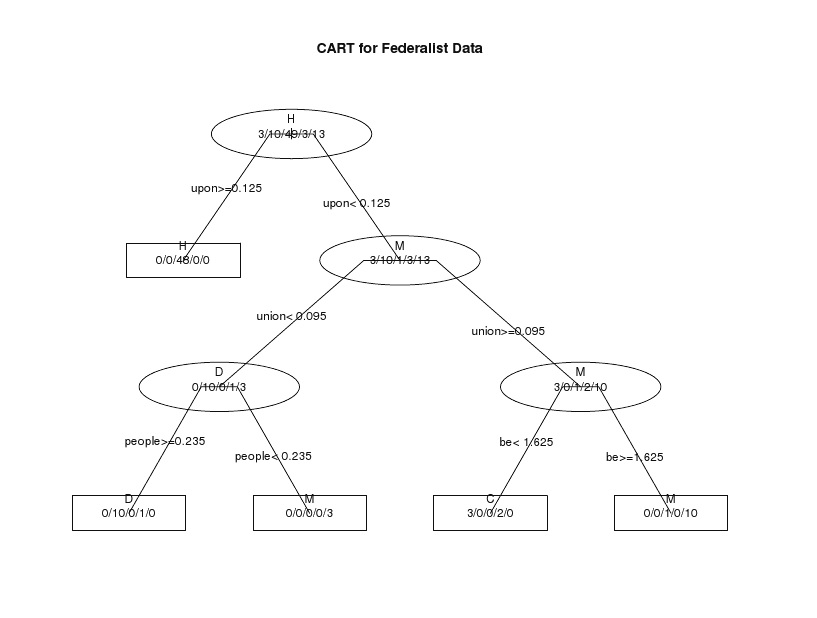 CART for Federalist Data
H
3/10/49/3/13
upon>=0.125
upon< 0.125
H
0/0/48/0/0
M
3/10/1/3/13
union< 0.095
union>=0.095
D
0/10/0/1/3
M
3/0/1/2/10
people>=0.235
people< 0.235
be< 1.625
be>=1.625
D
0/10/0/1/0
M
0/0/0/0/3
C
3/0/0/2/0
M
0/0/1/0/10